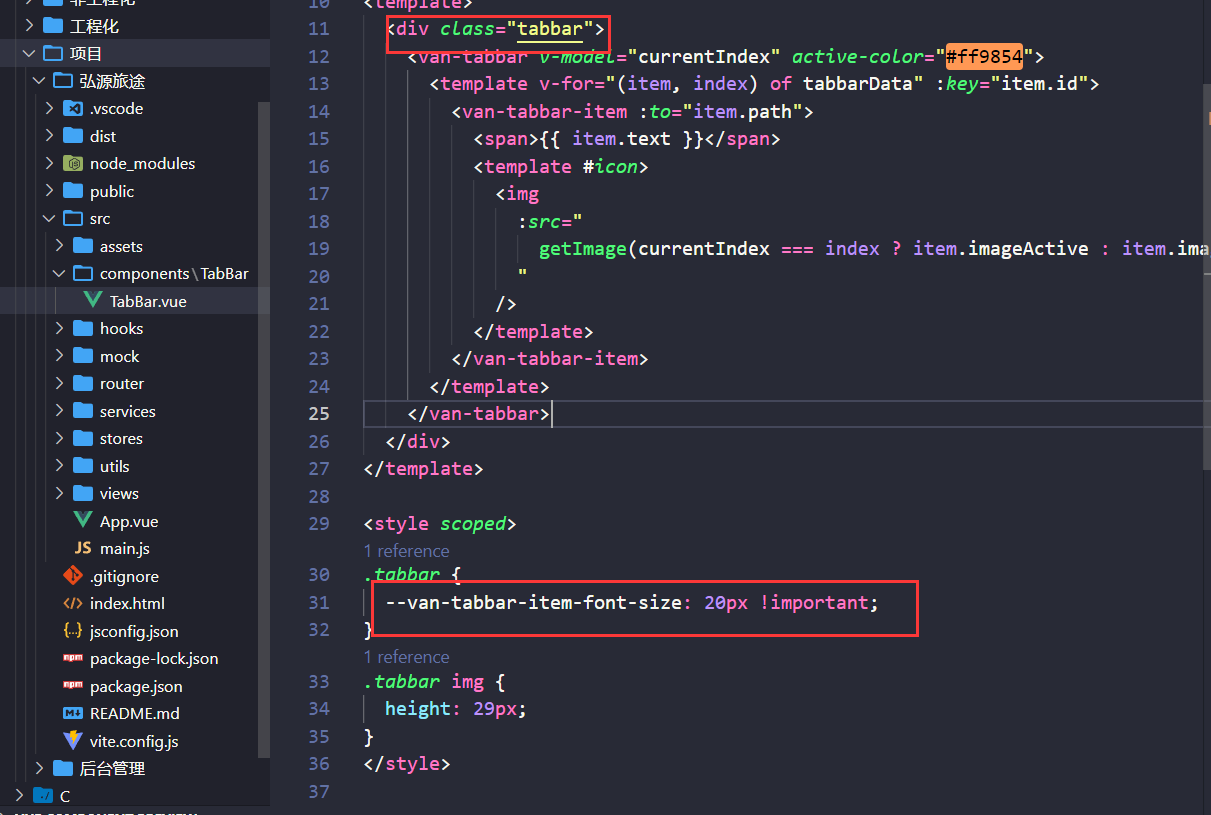 工程化
项目
弘源旅途
.vscode
dist
node_modules
public
src
assets
components\TabBar
TabBar.vue
hooks
mock
router
services
stores
utils
views
App.vue
main.js
.gitignore
index.html
jsconfig.json
package-lock.json
package.json
README.md
vite.config.js
后台管理
C
10 <template>
11 <div class="tabbar">
12 <van-tabbar v-model="currentIndex" active-color="#ff9854">
13 <template v-for="(item, index) of tabbarData" :key="item.id">
14 <van-tabbar-item :to="item.path">
15 <span>{{ item.text }}</span>
16 <template #icon>
17 <img
18 :src="
19 getImage(currentIndex === index ? item.imageActive : item.ima
20 "
21 />
22 </template>
23 </van-tabbar-item>
24 </template>
25 </van-tabbar>
26 </div>
27 </template>
28
29 <style scoped>
1 reference
30 .tabbar {
31 --van-tabbar-item-font-size: 20px !important;
32 }
1 reference
33 .tabbar img {
34 height: 29px;
35 }
36 </style>
37